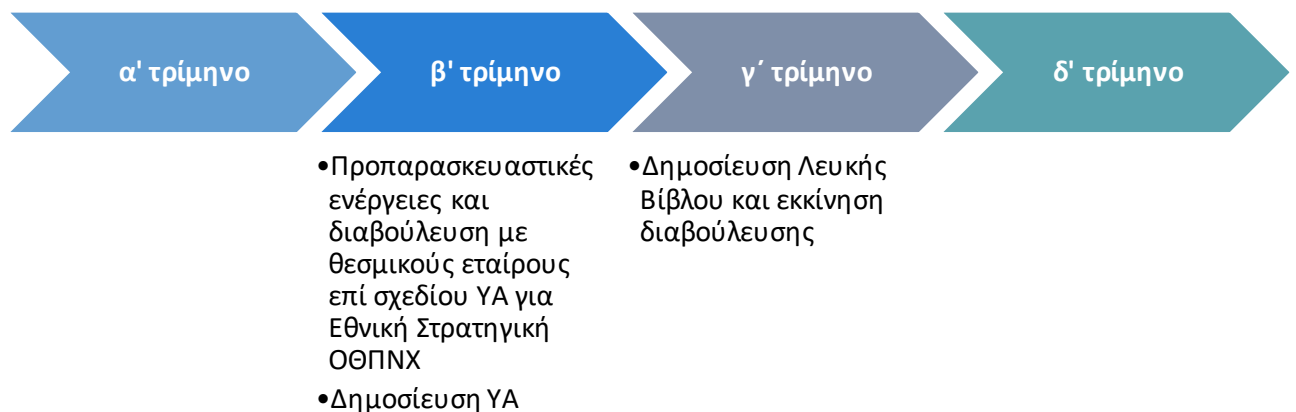 α' τρίμηνο
β' τρίμηνο
γ΄ τρίμηνο
δ' τρίμηνο
•Προπαρασκευαστικές
ενέργειες και
διαβούλευση με
θεσμικούς εταίρους
επί σχεδίου ΥΑ για
Εθνική Στρατηγική
ΟΘΠΝΧ
•Δημοσίευση ΥΑ
•Δημοσίευση Λευκής
Βίβλου και εκκίνηση
διαβούλευσης